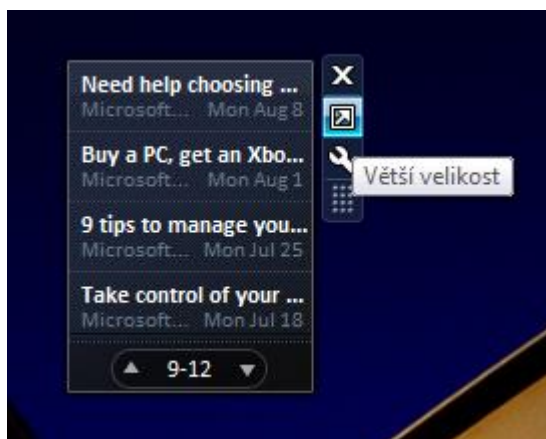 Need help choosing ...
Microsoft... Mon Aug 8
Buy a PC, get an Xbo...
Microsoft... Mon Aug 1
Větší velikost
9 tips to manage you...
Microsoft... Mon Jul 25
Take control of your ...
Microsoft... Mon Jul 18
9-12